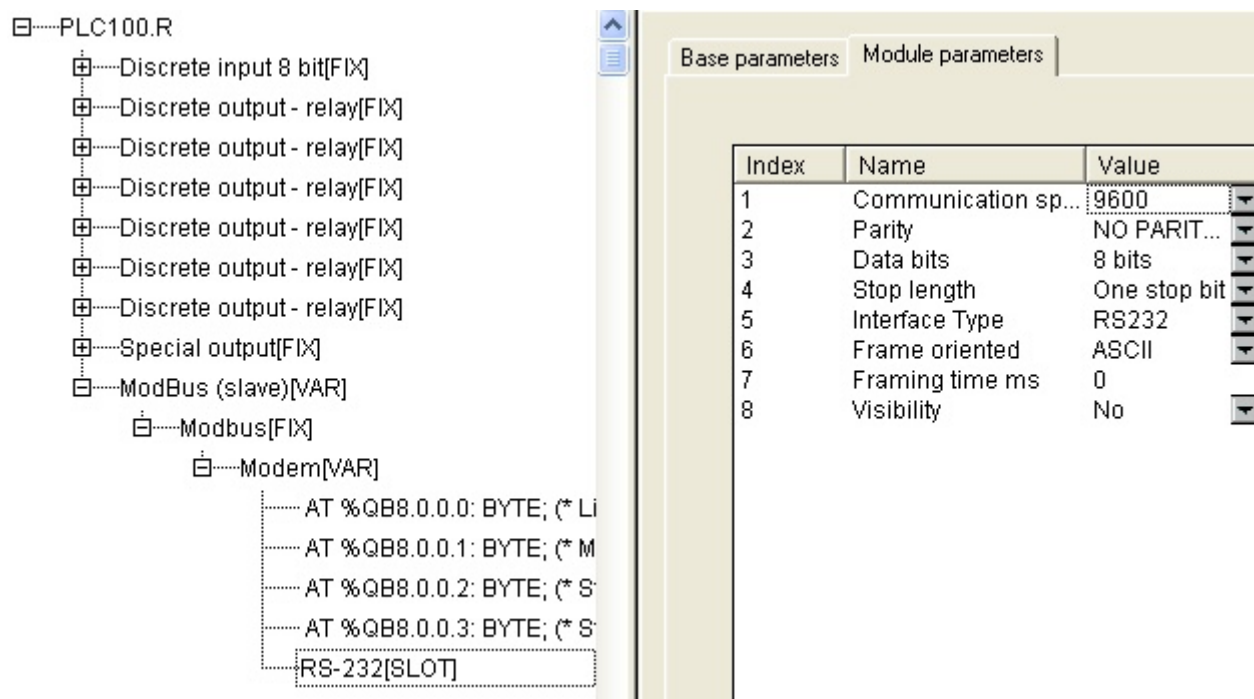 PLC100.R
Discrete input 8 bit[FIX]
Discrete output - relay[FIX]
Discrete output - relay[FIX]
Discrete output - relay[FIX]
Discrete output - relay[FIX]
Discrete output - relay[FIX]
Discrete output - relay[FIX]
Special output[FIX]
ModBus (slave)[VAR]
Modbus[FIX]
Modem[VAR]
AT %QB8.0.0.0: BYTE; (* Li
AT %QB8.0.0.1: BYTE; (* M
AT %QB8.0.0.2: BYTE; (* S
AT %QB8.0.0.3: BYTE; (* S
RS-232[SLOT]
Base parameters Module parameters
Index Name Value
1 Communication sp... 9600
2 Parity NO PARIT...
3 Data bits 8 bits
4 Stop length One stop bit
5 Interface Type RS232
6 Frame oriented ASCII
7 Framing time ms 0
8 Visibility No